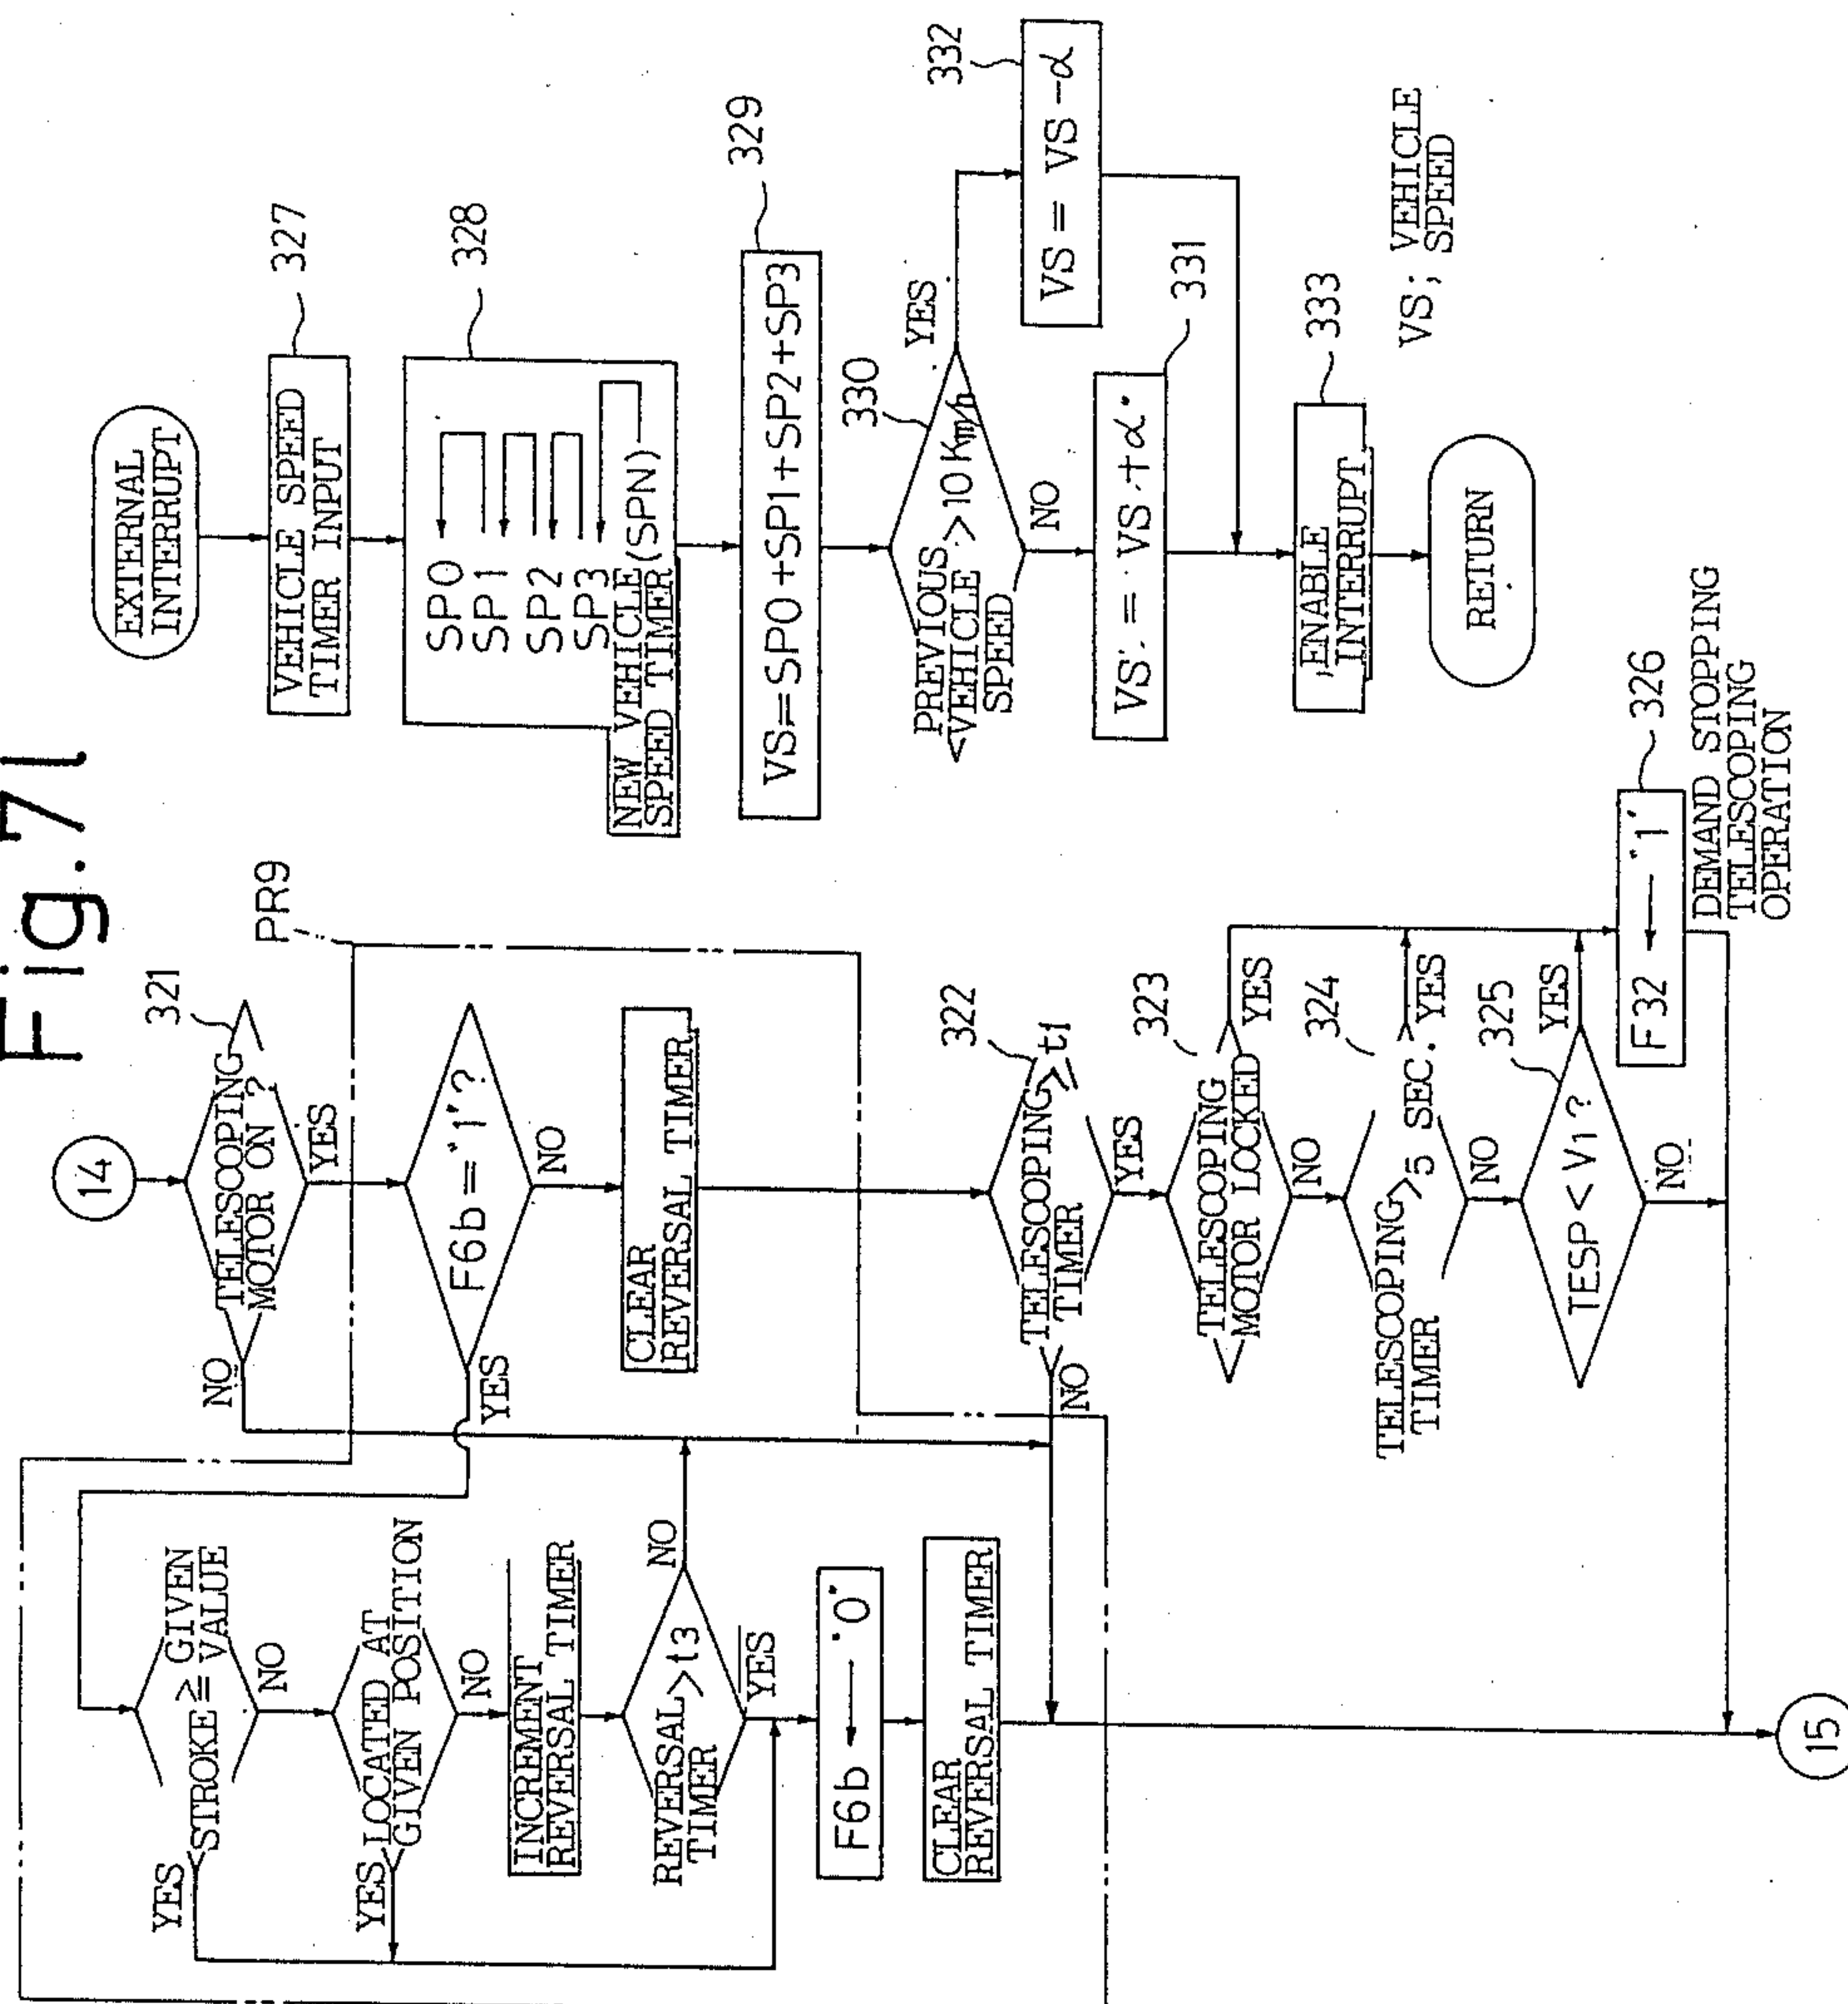 Fig.7l
14
321
TELESCOPING
MOTOR ON ?
NO
YES
PR9
F6b = "1" ?
YES
NO
CLEAR
REVERSAL TIMER
STROKE ≧ GIVEN
VALUE
YES
NO
LOCATED AT
GIVEN POSITION
YES
NO
INCREMENT
REVERSAL TIMER
REVERSAL > t3
TIMER
NO
YES
F6b ← "0"
CLEAR
REVERSAL TIMER
322
TELESCOPING ≥ t1
TIMER
NO
YES
323
TELESCOPING
MOTOR LOCKED
YES
NO
324
TELESCOPING > 5 SEC.
TIMER
YES
NO
325
TESP < V1 ?
YES
NO
326
F32 ← "1"
DEMAND STOPPING
TELESCOPING
OPERATION
15
EXTERNAL
INTERRUPT
327
VEHICLE SPEED
TIMER INPUT
328
SP0
SP1
SP2
SP3
NEW VEHICLE
SPEED TIMER (SPN)
329
VS=SP0+SP1+SP2+SP3
330
PREVIOUS
VEHICLE > 10 Km/h
SPEED
YES
NO
332
VS = VS - α
331
VS = VS + α
333
ENABLE
INTERRUPT
RETURN
VS; VEHICLE
SPEED